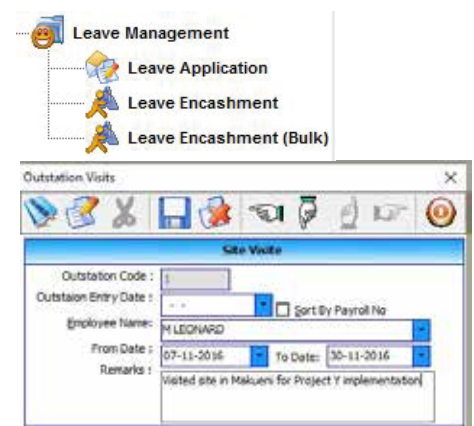 Leave Management
Leave Application
Leave Encashment
Leave Encashment (Bulk)
Outstation Visits
Site Visits
Outstation Code : 1
Outstaion Entry Date : - - Sort By Payroll No
Employee Name: M LEONARD
From Date : 07-11-2016 To Date: 30-11-2016
Remarks :
Visited site in Makueni for Project Y implementation